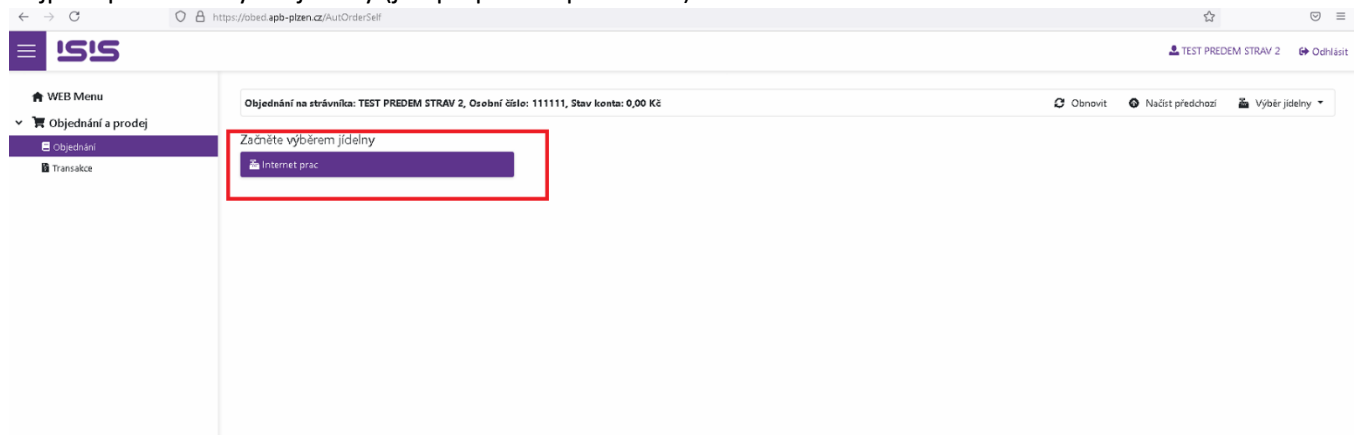 https://obed.apb-plzen.cz/AutOrderSelf
ISIS
TEST PREDEM STRAV 2 Odhlásit
WEB Menu
Objednání na strávníka: TEST PREDEM STRAV 2, Osobní číslo: 111111, Stav konta: 0,00 Kč
Obnovit Načíst předchozí Výběr jídelny
Objednání a prodej
Začněte výběrem jídelny
Objednání
Internet prac
Transakce